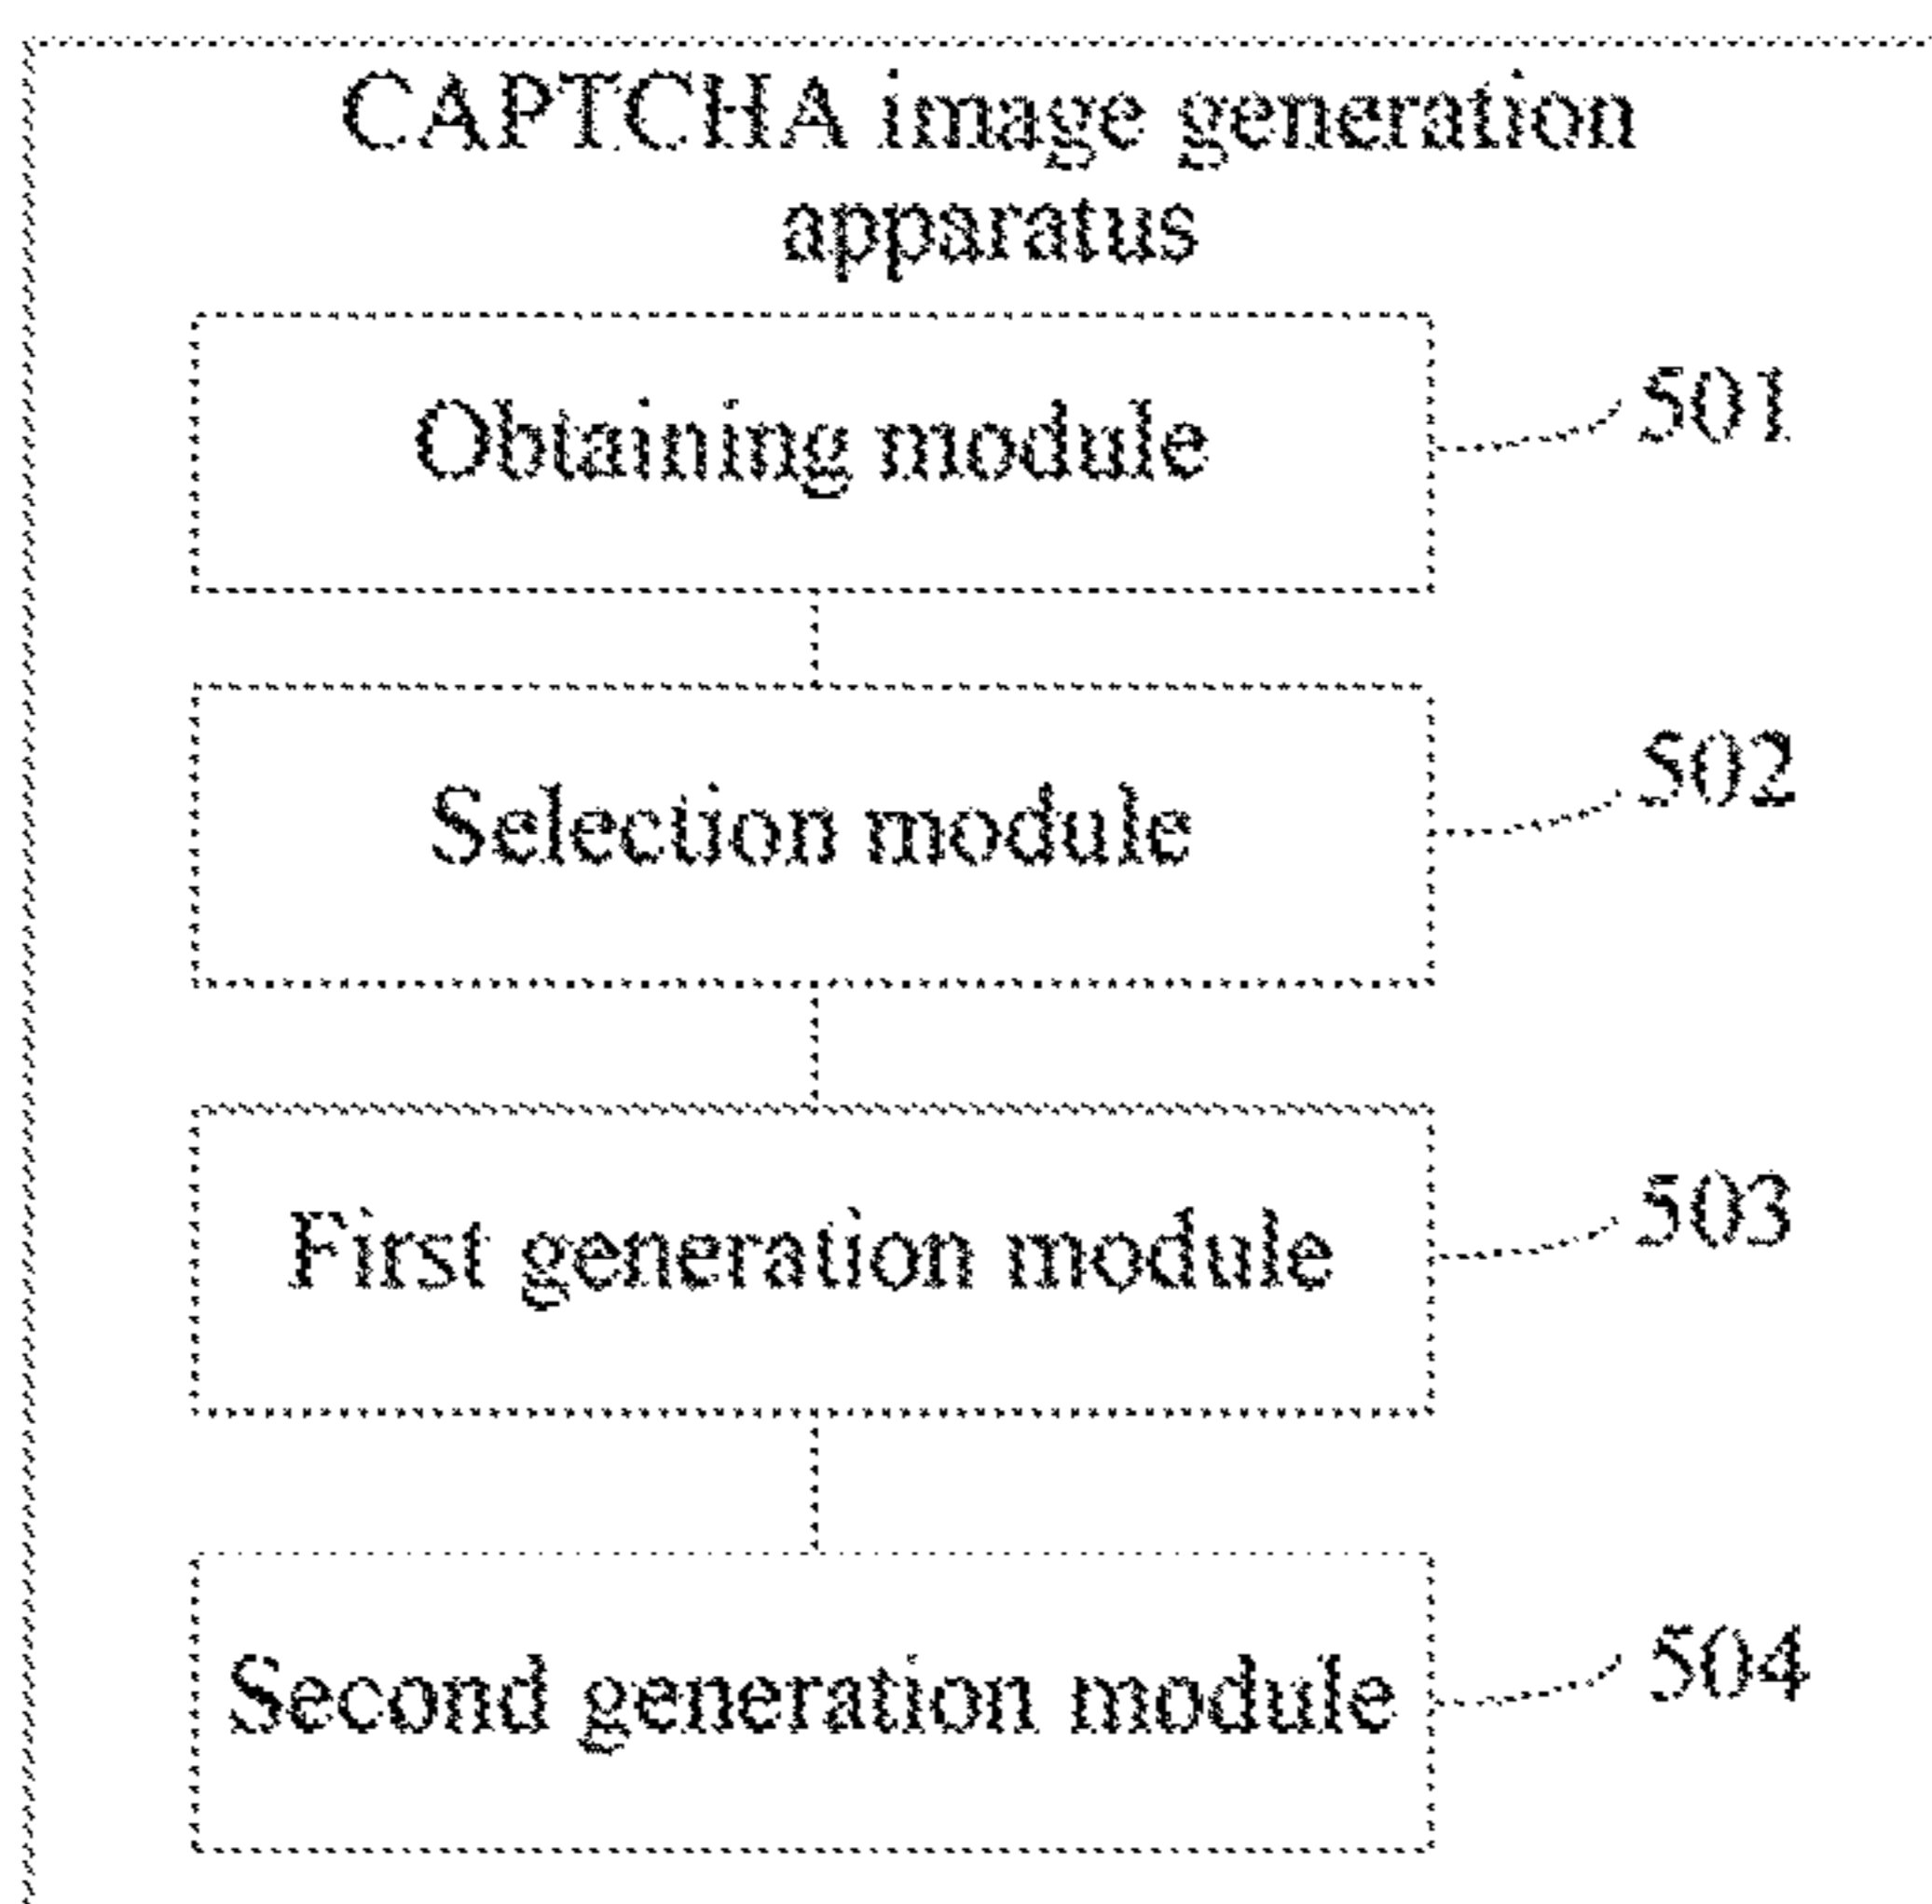 CAPTCHA image generation
apparatus
Obtaining module
501
Selection module
502
First generation module
503
Second generation module
504